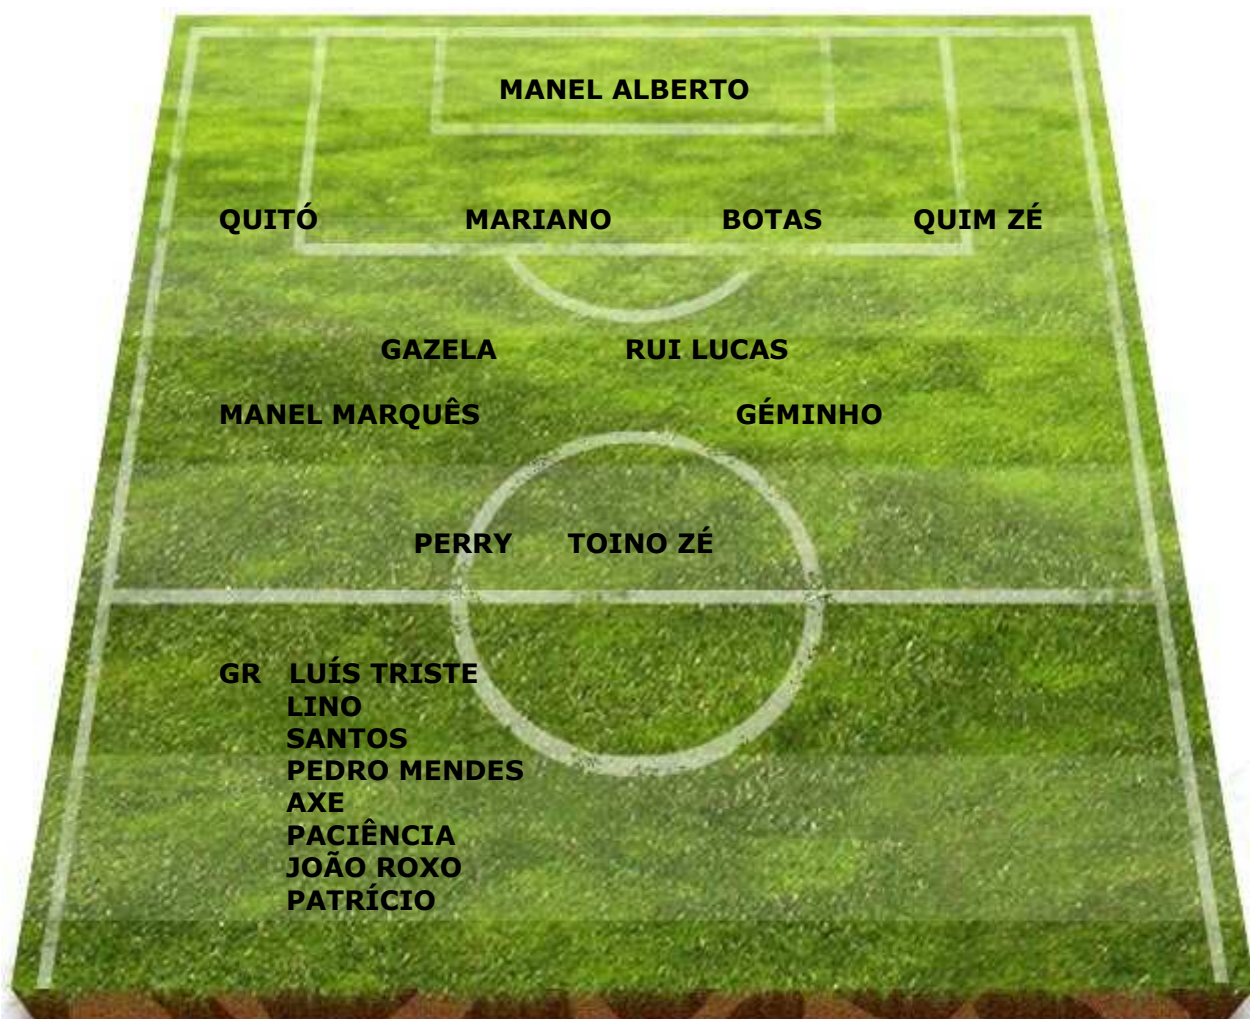 MANEL ALBERTO
QUITÓ MARIANO BOTAS QUIM ZÉ
GAZELA RUI LUCAS
MANEL MARQUÊS GÉMINHO
PERRY TOINO ZÉ
GR LUÍS TRISTE
LINO
SANTOS
PEDRO MENDES
AXE
PACIÊNCIA
JOÃO ROXO
PATRÍCIO